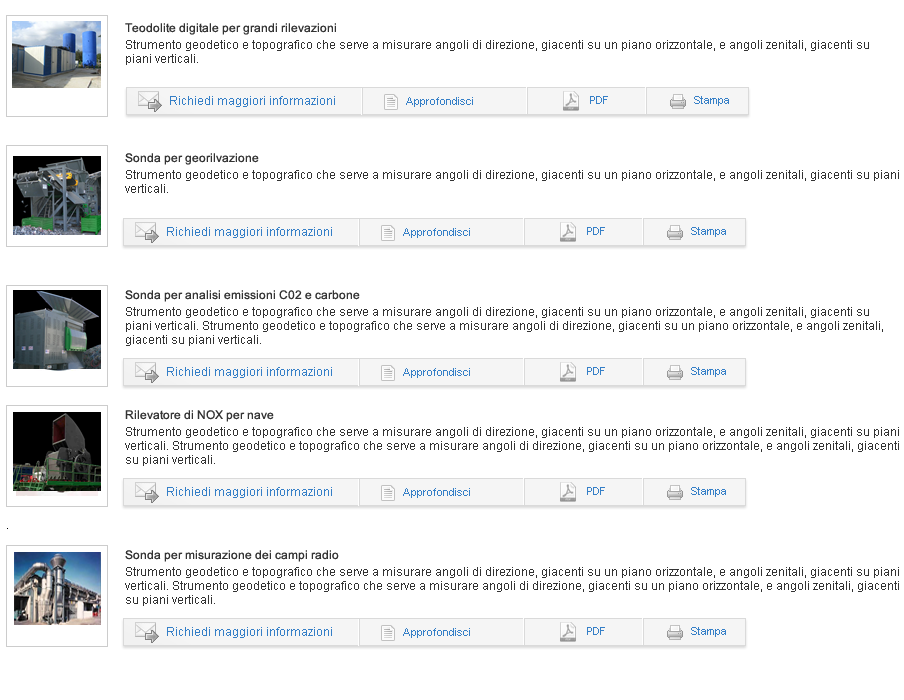 Teodolite digitale per grandi rilevazioni
Strumento geodetico e topografico che serve a misurare angoli di direzione, giacenti su un piano orizzontale, e angoli zenitali, giacenti su
piani verticali.
Richiedi maggiori informazioni Approfondisci PDF Stampa
Sonda per georilvazione
Strumento geodetico e topografico che serve a misurare angoli di direzione, giacenti su un piano orizzontale, e angoli zenitali, giacenti su piani
verticali.
Richiedi maggiori informazioni Approfondisci PDF Stampa
Sonda per analisi emissioni C02 e carbone
Strumento geodetico e topografico che serve a misurare angoli di direzione, giacenti su un piano orizzontale, e angoli zenitali, giacenti su
piani verticali. Strumento geodetico e topografico che serve a misurare angoli di direzione, giacenti su un piano orizzontale, e angoli zenitali,
giacenti su piani verticali.
Richiedi maggiori informazioni Approfondisci PDF Stampa
Rilevatore di NOX per nave
Strumento geodetico e topografico che serve a misurare angoli di direzione, giacenti su un piano orizzontale, e angoli zenitali, giacenti su piani
verticali. Strumento geodetico e topografico che serve a misurare angoli di direzione, giacenti su un piano orizzontale, e angoli zenitali, giacenti
su piani verticali.
Richiedi maggiori informazioni Approfondisci PDF Stampa
.
Sonda per misurazione dei campi radio
Strumento geodetico e topografico che serve a misurare angoli di direzione, giacenti su un piano orizzontale, e angoli zenitali, giacenti su piani
verticali. Strumento geodetico e topografico che serve a misurare angoli di direzione, giacenti su un piano orizzontale, e angoli zenitali, giacenti
su piani verticali.
Richiedi maggiori informazioni Approfondisci PDF Stampa